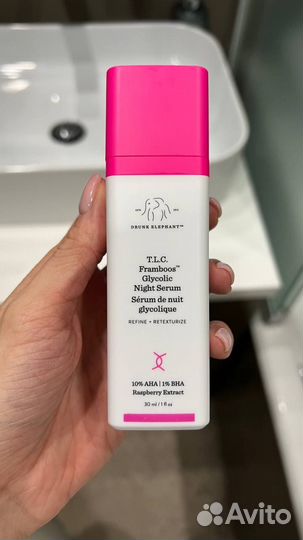 DRUNK ELEPHANT™
T.L.C.
Framboos™
Glycolic
Night Serum
Sérum de nuit
glycolique
REFINE + RETEXTURIZE
10% AHA | 1% BHA
Raspberry Extract
30 ml / 1 fl oz
Avito